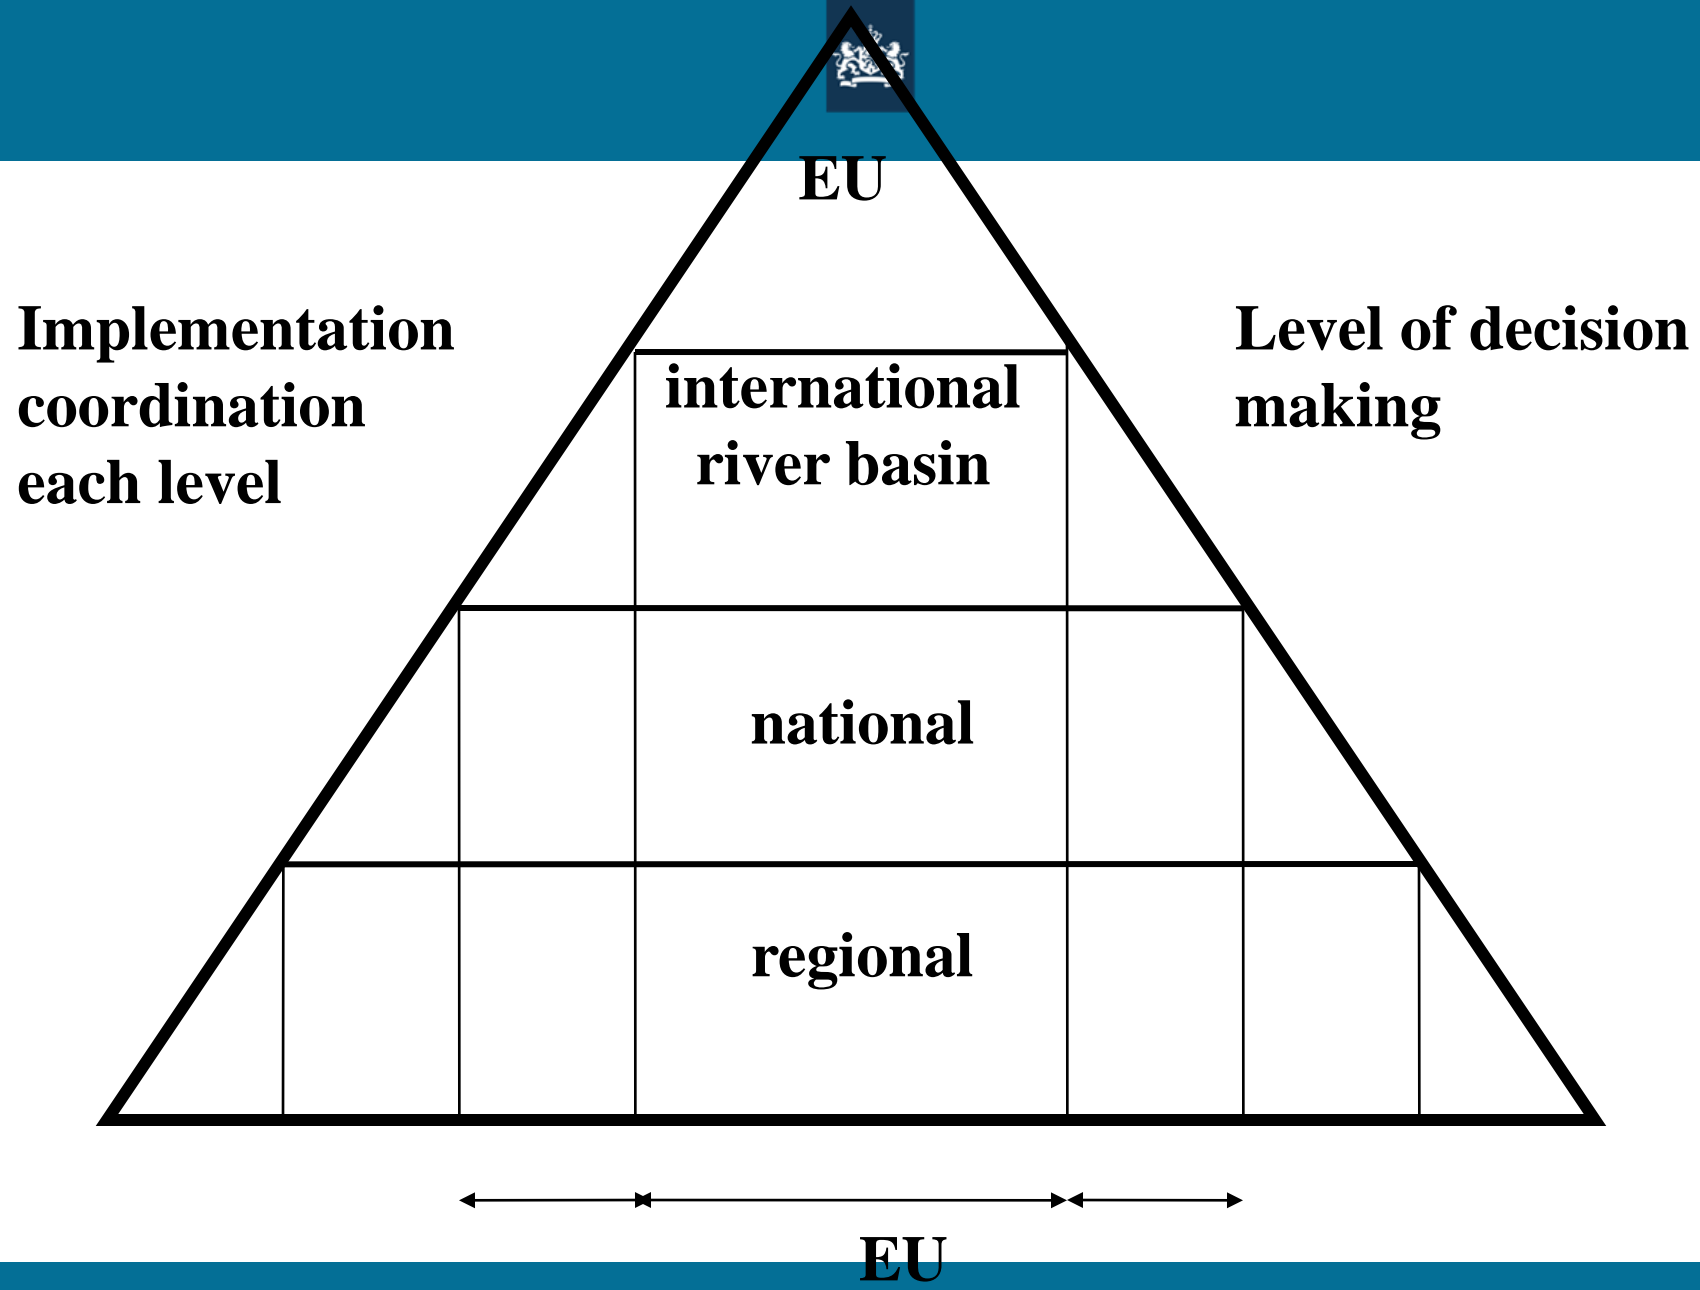 EU
Implementation
coordination
each level
Level of decision
making
international
river basin
national
regional
EU